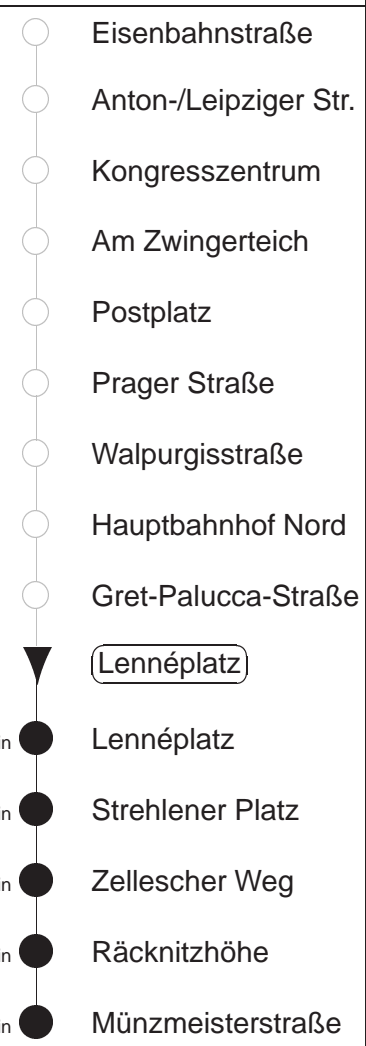 Eisenbahnstraße
Anton-/Leipziger Str.
Kongresszentrum
Am Zwingerteich
Postplatz
Prager Straße
Walpurgisstraße
Hauptbahnhof Nord
Gret-Palucca-Straße
Lennéplatz
Lennéplatz
Strehlener Platz
Zellescher Weg
Räcknitzhöhe
Münzmeisterstraße